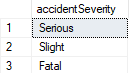 accidentSeverity
1 Serious
2 Slight
3 Fatal